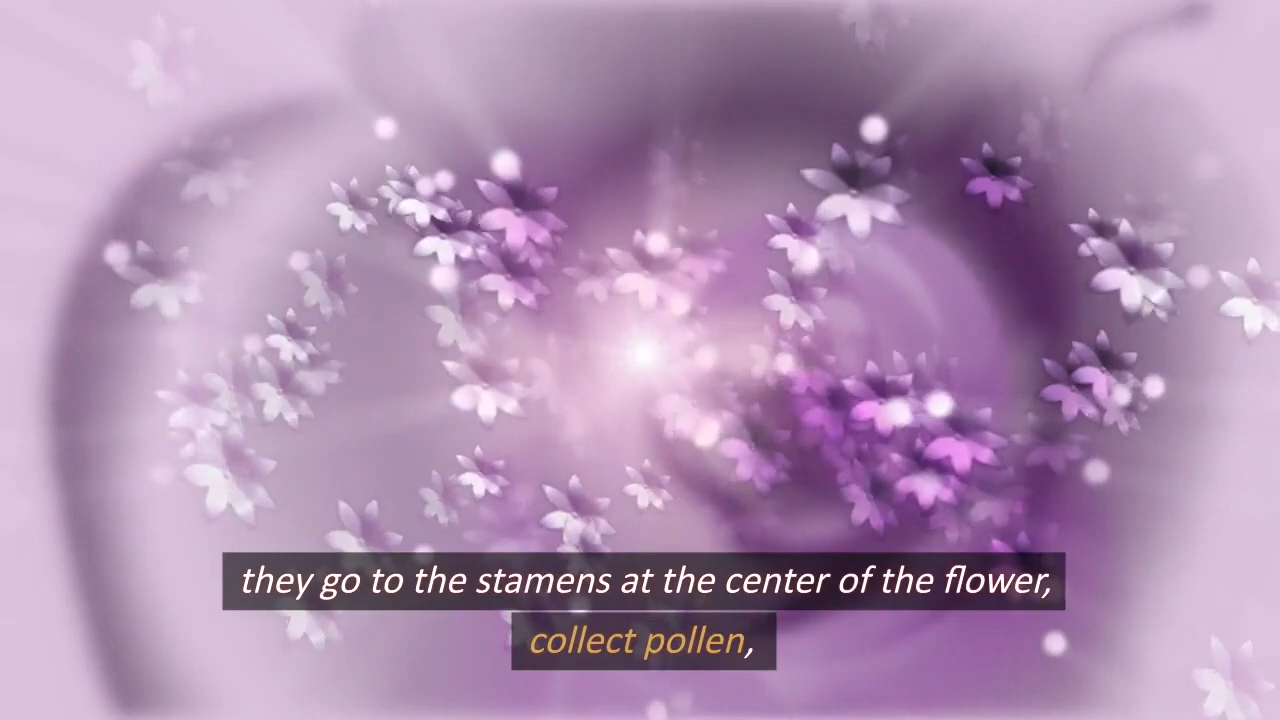 they go to the stamens at the center of the flower,
collect pollen,